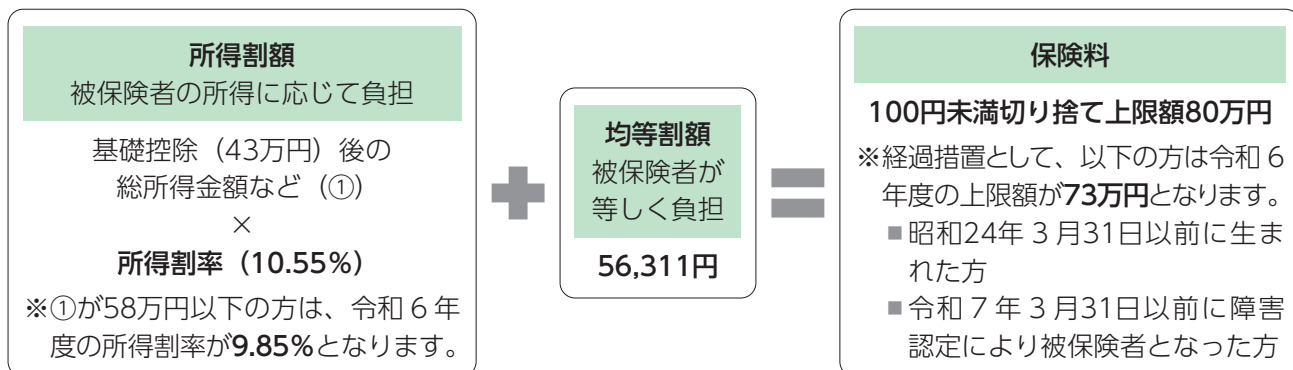 所得割額
被保険者の所得に応じて負担
基礎控除（43万円）後の
総所得金額など（①）
×
所得割率（10.55%）
※①が58万円以下の方は、令和６年
度の所得割率が9.85%となります。
均等割額
被保険者が
等しく負担
56,311円
保険料
100円未満切り捨て上限額80万円
※経過措置として、以下の方は令和６
年度の上限額が73万円となります。
■昭和24年３月31日以前に生ま
れた方
■令和７年３月31日以前に障害
認定により被保険者となった方